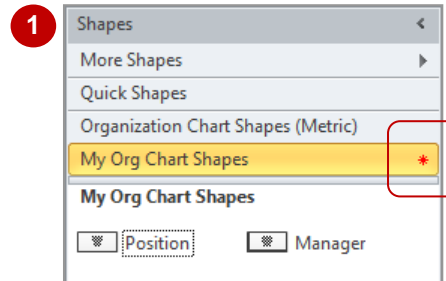 1
Shapes
More Shapes
Quick Shapes
Organization Chart Shapes (Metric)
My Org Chart Shapes *
My Org Chart Shapes
Position Manager